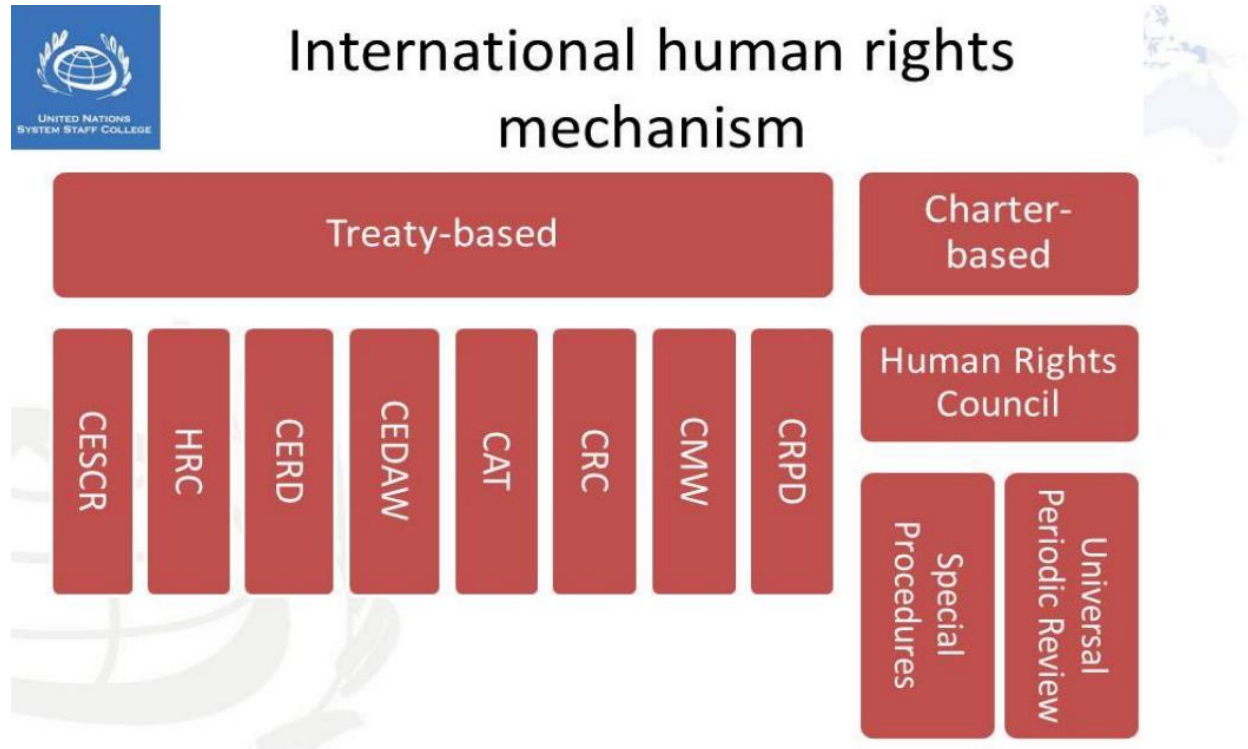 UNITED NATIONS
SYSTEM STAFF COLLEGE
International human rights
mechanism
Treaty-based
Charter-
based
CESCR
HRC
CERD
CEDAW
CAT
CRC
CMW
CRPD
Human Rights
Council
Special
Procedures
Universal
Periodic Review